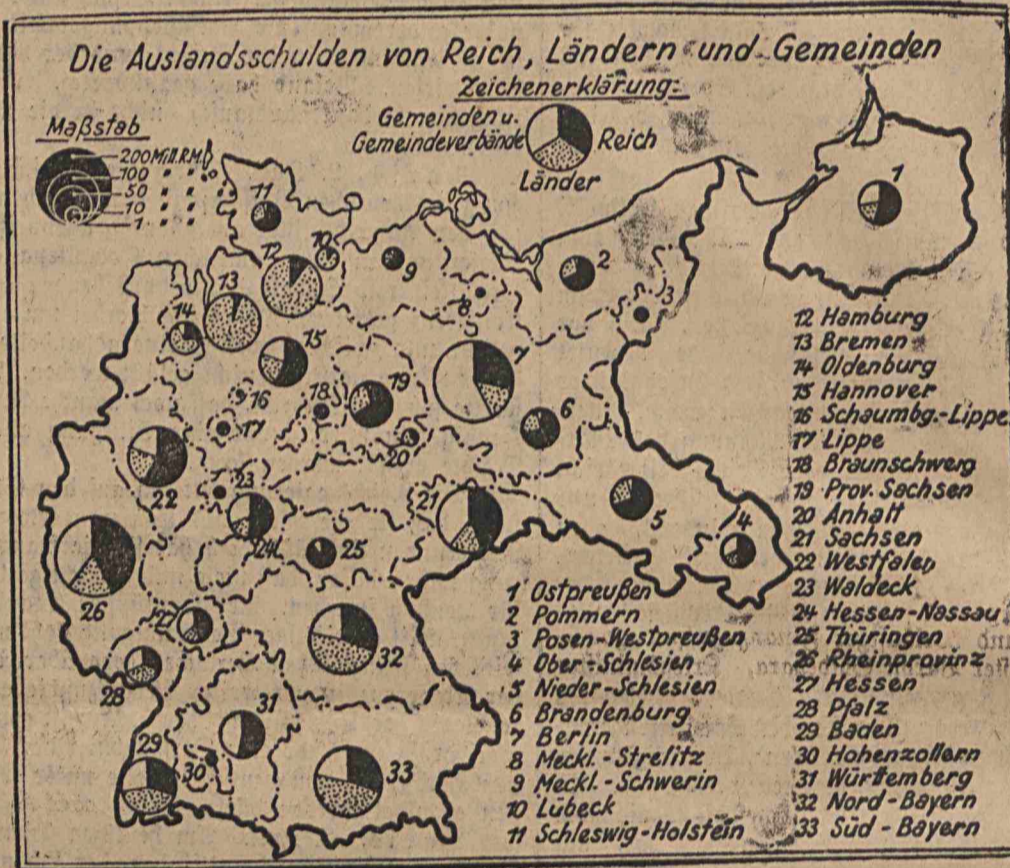 Die Auslandsschulden von Reich, Ländern und Gemeinden
Zeichenerklärung:
Gemeinden u.
Gemeindeverbände
Reich
Länder
Maßstab
200 Mill. R.M.
100 " "
50 " "
10 " "
1 " "
1
2
3
4
5
6
7
8
9
10
11
12
13
14
15
16
17
18
19
20
21
22
23
24
25
26
27
28
29
30
31
32
33
1 Ostpreußen
2 Pommern
3 Posen-Westpreußen
4 Ober-Schlesien
5 Nieder-Schlesien
6 Brandenburg
7 Berlin
8 Meckl.-Strelitz
9 Meckl.-Schwerin
10 Lübeck
11 Schleswig-Holstein
12 Hamburg
13 Bremen
14 Oldenburg
15 Hannover
16 Schaumbg.-Lippe
17 Lippe
18 Braunschweig
19 Prov. Sachsen
20 Anhalt
21 Sachsen
22 Westfalen
23 Waldeck
24 Hessen-Nassau
25 Thüringen
26 Rheinprovinz
27 Hessen
28 Pfalz
29 Baden
30 Hohenzollern
31 Württemberg
32 Nord-Bayern
33 Süd-Bayern